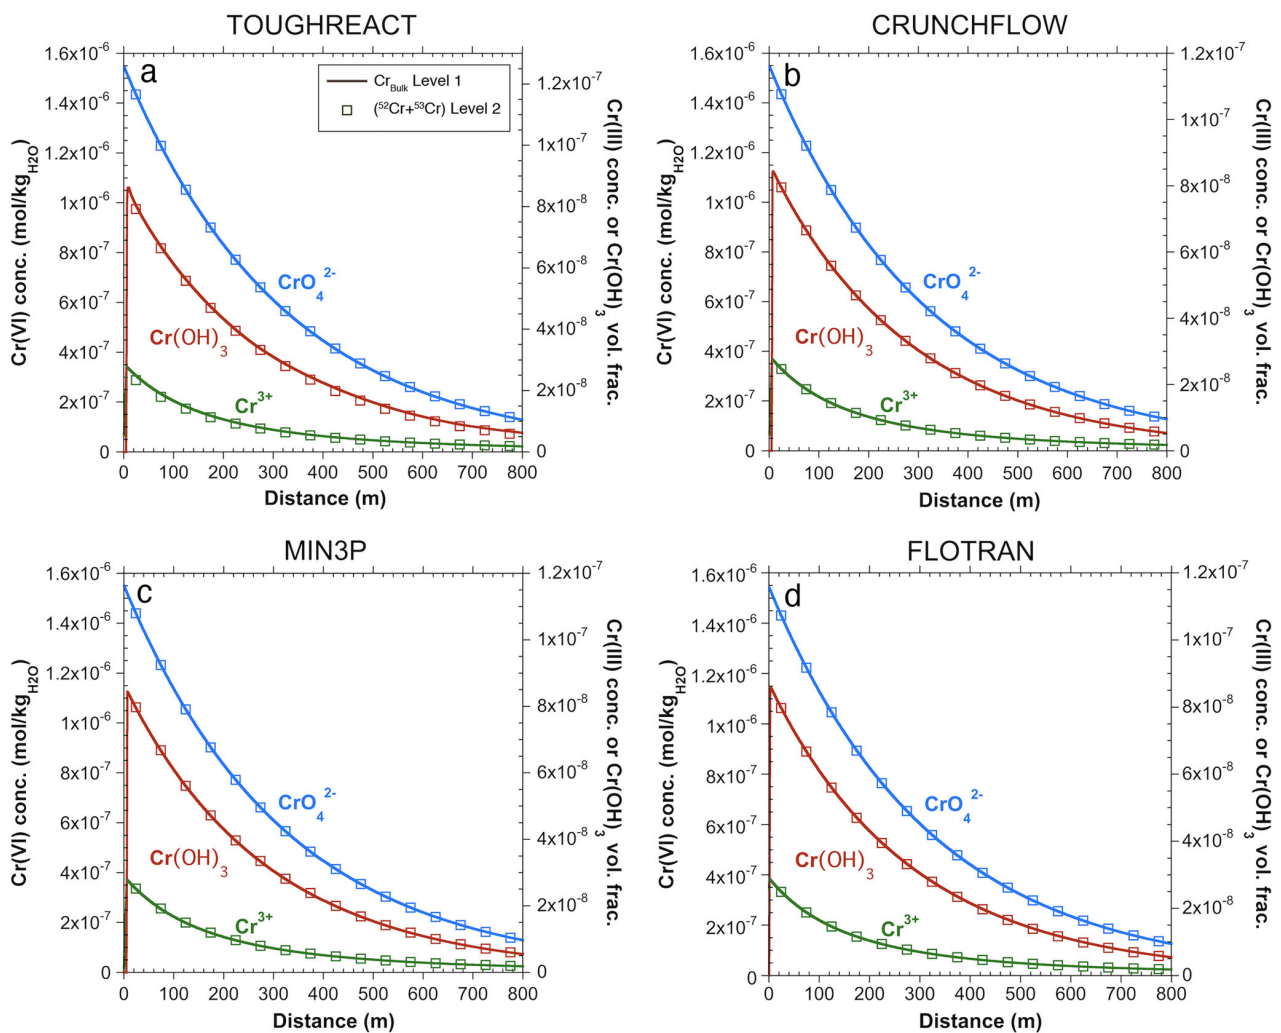 TOUGHREACT
a
Cr_Bulk Level 1
(⁵²Cr+⁵³Cr) Level 2
1.6x10⁻⁶
1.4x10⁻⁶
1.2x10⁻⁶
1x10⁻⁶
8x10⁻⁷
6x10⁻⁷
4x10⁻⁷
2x10⁻⁷
0
Cr(VI) conc. (mol/kg_H2O)
1.2x10⁻⁷
1x10⁻⁷
8x10⁻⁸
6x10⁻⁸
4x10⁻⁸
2x10⁻⁸
0
Cr(III) conc. or Cr(OH)₃ vol. frac.
CrO₄²⁻
Cr(OH)₃
Cr³⁺
0 100 200 300 400 500 600 700 800
Distance (m)
CRUNCHFLOW
b
1.6x10⁻⁶
1.4x10⁻⁶
1.2x10⁻⁶
1x10⁻⁶
8x10⁻⁷
6x10⁻⁷
4x10⁻⁷
2x10⁻⁷
0
Cr(VI) conc. (mol/kg_H2O)
1.2x10⁻⁷
1x10⁻⁷
8x10⁻⁸
6x10⁻⁸
4x10⁻⁸
2x10⁻⁸
0
Cr(III) conc. or Cr(OH)₃ vol. frac.
CrO₄²⁻
Cr(OH)₃
Cr³⁺
0 100 200 300 400 500 600 700 800
Distance (m)
MIN3P
c
1.6x10⁻⁶
1.4x10⁻⁶
1.2x10⁻⁶
1x10⁻⁶
8x10⁻⁷
6x10⁻⁷
4x10⁻⁷
2x10⁻⁷
0
Cr(VI) conc. (mol/kg_H2O)
1.2x10⁻⁷
1x10⁻⁷
8x10⁻⁸
6x10⁻⁸
4x10⁻⁸
2x10⁻⁸
0
Cr(III) conc. or Cr(OH)₃ vol. frac.
CrO₄²⁻
Cr(OH)₃
Cr³⁺
0 100 200 300 400 500 600 700 800
Distance (m)
FLOTRAN
d
1.6x10⁻⁶
1.4x10⁻⁶
1.2x10⁻⁶
1x10⁻⁶
8x10⁻⁷
6x10⁻⁷
4x10⁻⁷
2x10⁻⁷
0
Cr(VI) conc. (mol/kg_H2O)
1.2x10⁻⁷
1x10⁻⁷
8x10⁻⁸
6x10⁻⁸
4x10⁻⁸
2x10⁻⁸
0
Cr(III) conc. or Cr(OH)₃ vol. frac.
CrO₄²⁻
Cr(OH)₃
Cr³⁺
0 100 200 300 400 500 600 700 800
Distance (m)